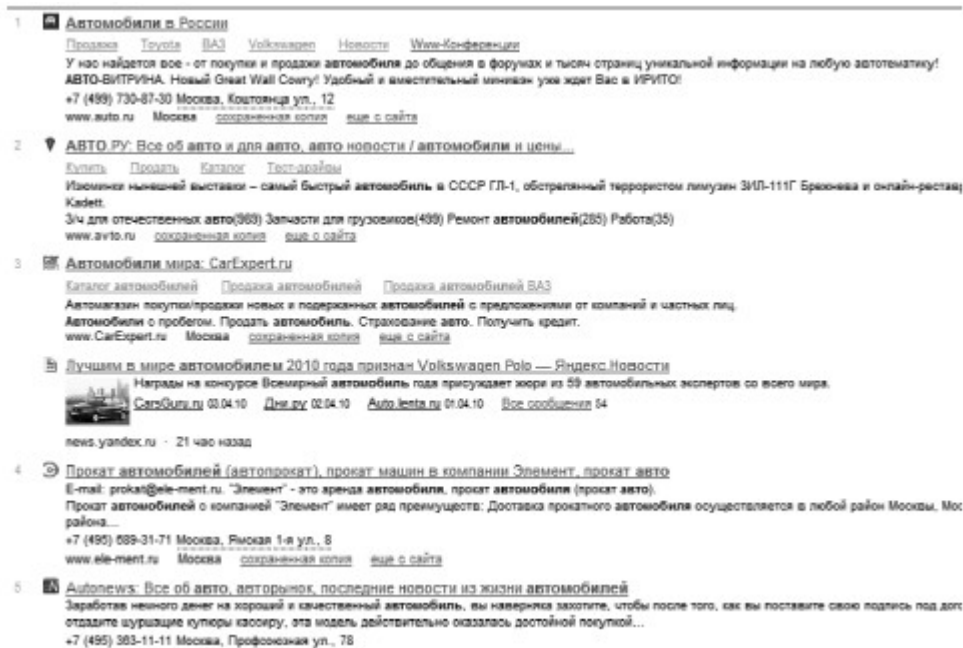 1 Автомобили в России
Продажа Toyota ВАЗ Volkswagen Новости Www-Конференции
У нас найдется все - от покупки и продажи автомобиля до общения в форумах и тысяч страниц уникальной информации на любую автотематику!
АВТО-ВИТРИНА. Новый Great Wall Cowry! Удобный и вместительный минивэн уже ждет Вас в ИРИТО!
+7 (499) 730-87-30 Москва, Коштоянца ул., 12
www.auto.ru Москва сохраненная копия еще с сайта
2 АВТО.РУ: Все об авто и для авто, авто новости / автомобили и цены...
Купить Продать Каталог Тест-драйвы
Изюминки нынешней выставки – самый быстрый автомобиль в СССР ГЛ-1, обстрелянный террористом лимузин ЗИЛ-111Г Брежнева и онлайн-реставр
Kadett.
З/ч для отечественных авто(969) Запчасти для грузовиков(499) Ремонт автомобилей(265) Работа(35)
www.avto.ru сохраненная копия еще с сайта
3 Автомобили мира: CarExpert.ru
Каталог автомобилей Продажа автомобилей Продажа автомобилей ВАЗ
Автомагазин покупки/продажи новых и подержанных автомобилей с предложениями от компаний и частных лиц.
Автомобили с пробегом. Продать автомобиль. Страхование авто. Получить кредит.
www.CarExpert.ru Москва сохраненная копия еще с сайта
Лучшим в мире автомобилем 2010 года признан Volkswagen Polo — Яндекс.Новости
Награды на конкурсе Всемирный автомобиль года присуждает жюри из 59 автомобильных экспертов со всего мира.
CarsGuru.ru 03.04.10 Дни.ру 02.04.10 Auto.lenta.ru 01.04.10 Все сообщения 54
news.yandex.ru · 21 час назад
4 Прокат автомобилей (автопрокат), прокат машин в компании Элемент, прокат авто
E-mail: prokat@ele-ment.ru. "Элемент" - это аренда автомобиля, прокат автомобиля (прокат авто).
Прокат автомобилей с компанией "Элемент" имеет ряд преимуществ: Доставка прокатного автомобиля осуществляется в любой район Москвы, Мос
района...
+7 (495) 689-31-71 Москва, Ямская 1-я ул., 8
www.ele-ment.ru Москва сохраненная копия еще с сайта
5 Autonews: Все об авто, авторынок, последние новости из жизни автомобилей
Заработав немного денег на хороший и качественный автомобиль, вы наверняка захотите, чтобы после того, как вы поставите свою подпись под дого
отдадите шуршащие купюры кассиру, эта модель действительно оказалась достойной покупкой...
+7 (495) 363-11-11 Москва, Профсоюзная ул., 78